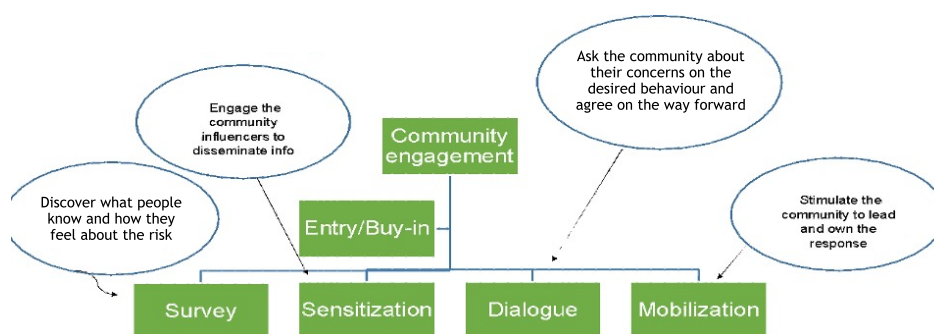 Ask the community about
their concerns on the
desired behaviour and
agree on the way forward
Engage the
community
influencers to
disseminate info
Community
engagement
Discover what people
know and how they
feel about the risk
Stimulate the
community to lead
and own the
response
Entry/Buy-in
Survey
Sensitization
Dialogue
Mobilization